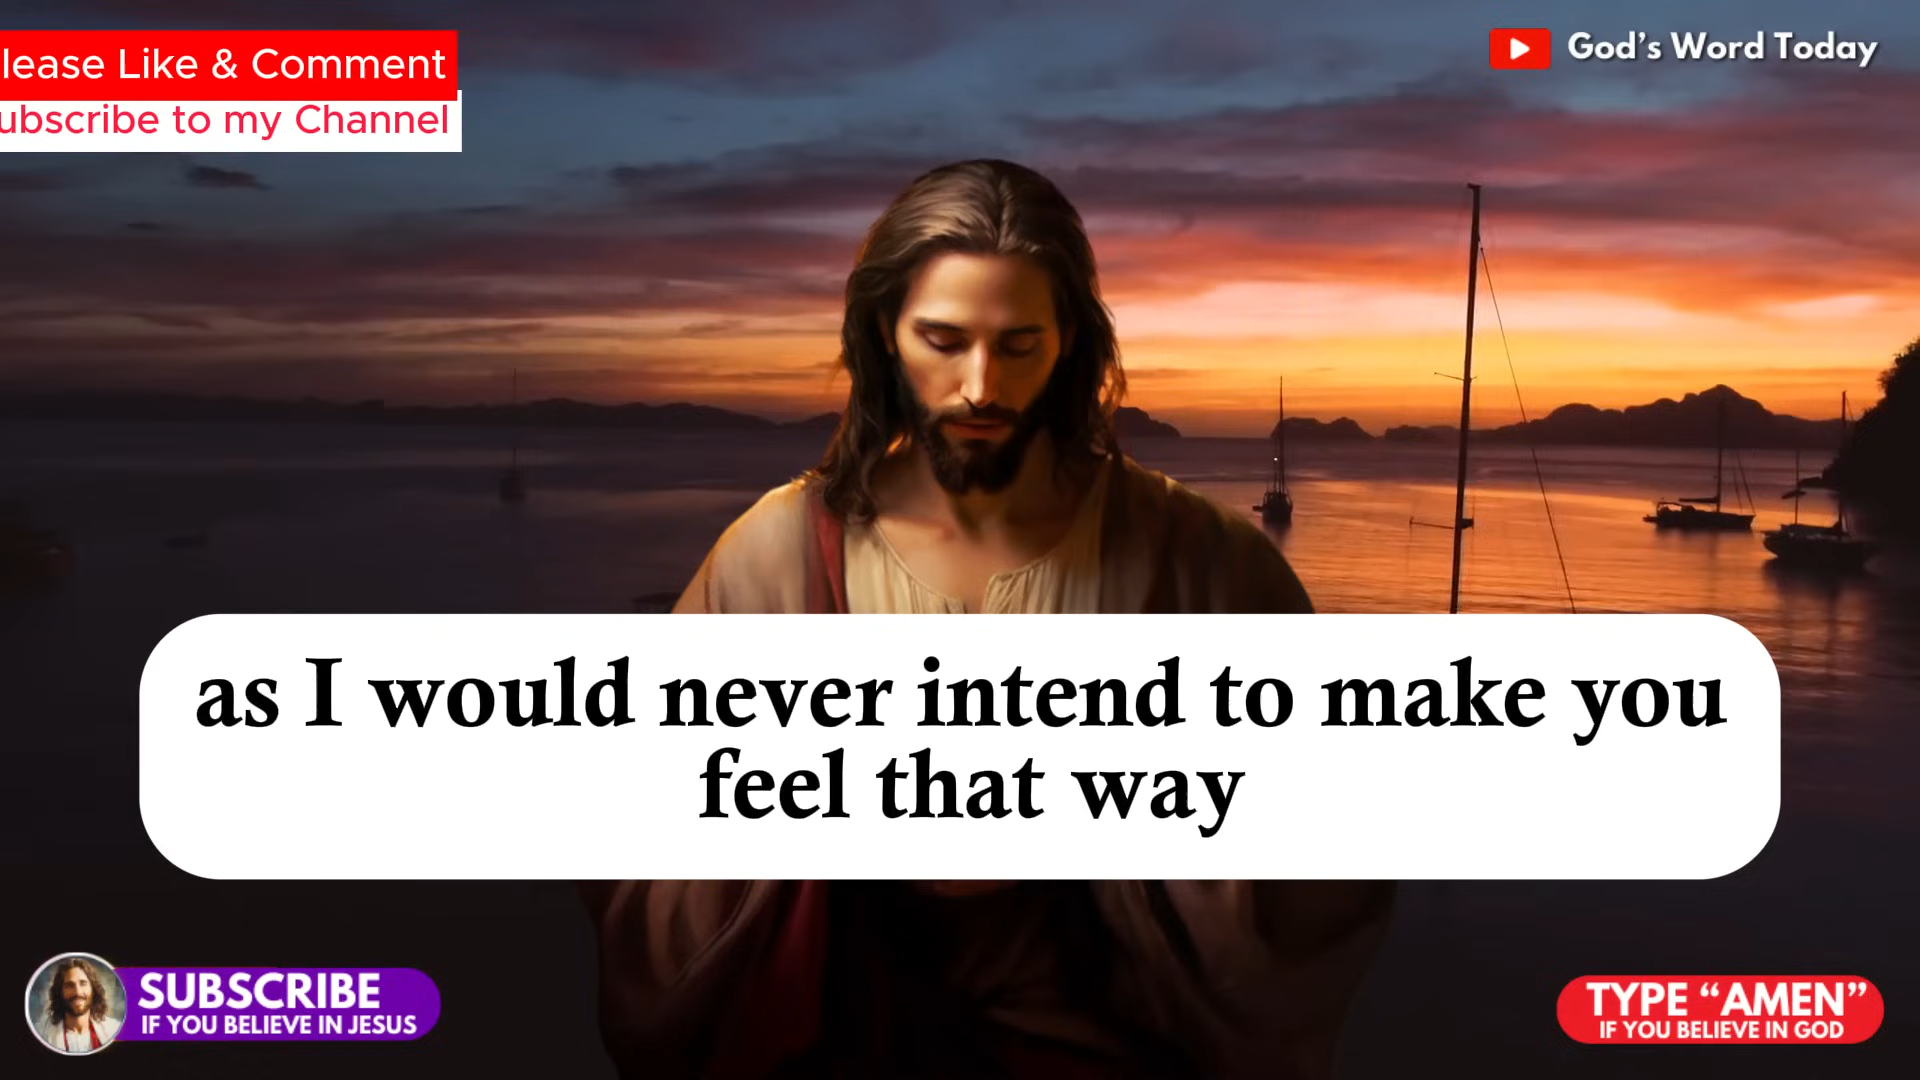 lease Like & Comment
ubscribe to my Channel
God's Word Today
as I would never intend to make you
feel that way
SUBSCRIBE
IF YOU BELIEVE IN JESUS
TYPE “AMEN”
IF YOU BELIEVE IN GOD